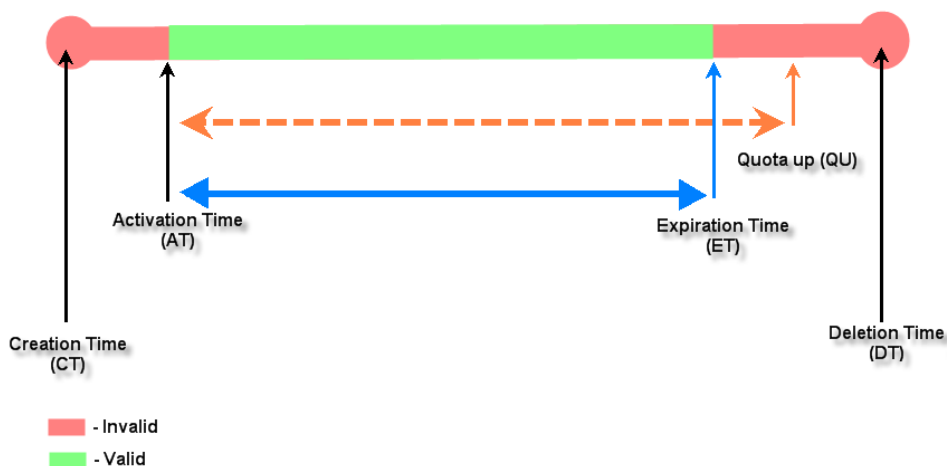 Quota up (QU)
Activation Time
(AT)
Expiration Time
(ET)
Creation Time
(CT)
Deletion Time
(DT)
- Invalid
- Valid